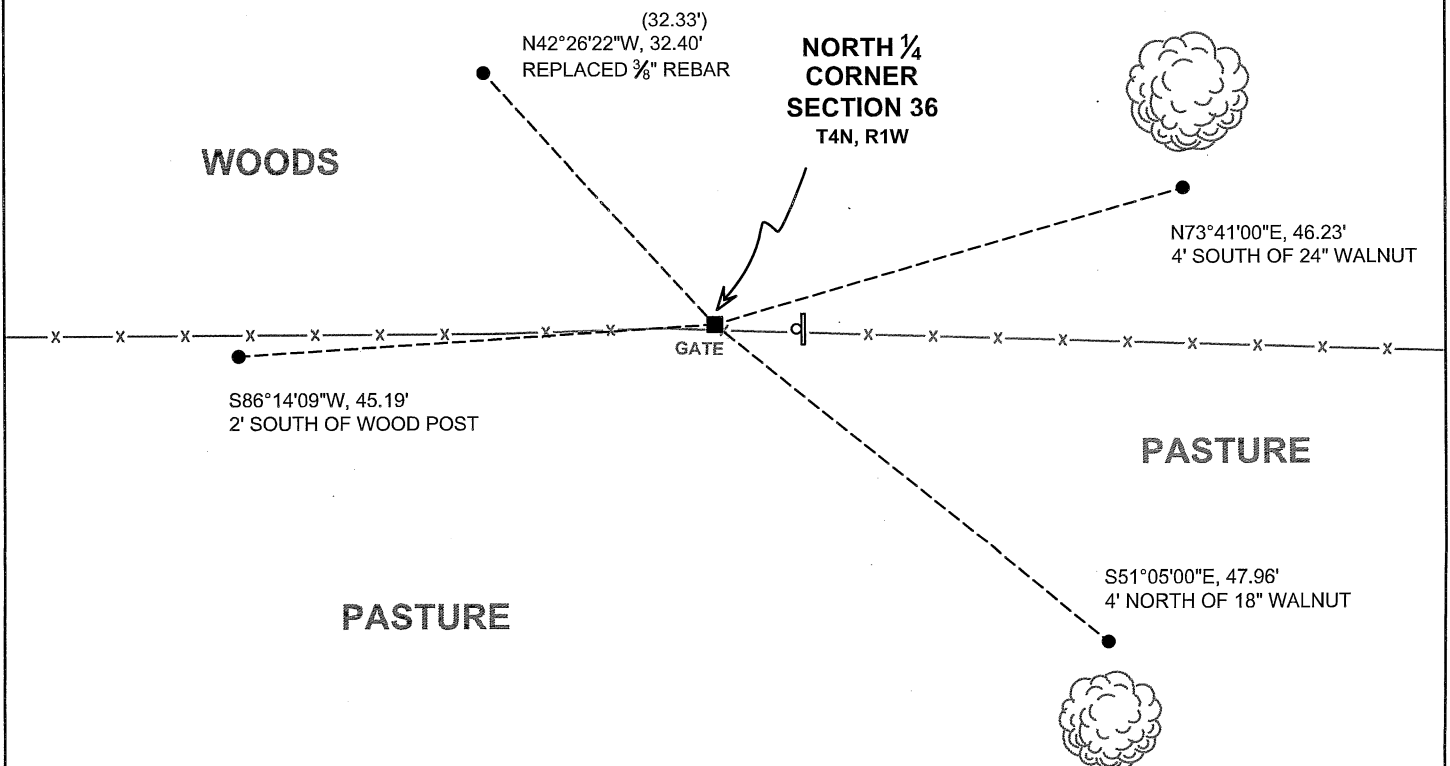 (32.33')
N42°26'22"W, 32.40'
REPLACED ⅜" REBAR
NORTH ¼
CORNER
SECTION 36
T4N, R1W
WOODS
N73°41'00"E, 46.23'
4' SOUTH OF 24" WALNUT
GATE
S86°14'09"W, 45.19'
2' SOUTH OF WOOD POST
PASTURE
S51°05'00"E, 47.96'
4' NORTH OF 18" WALNUT
PASTURE